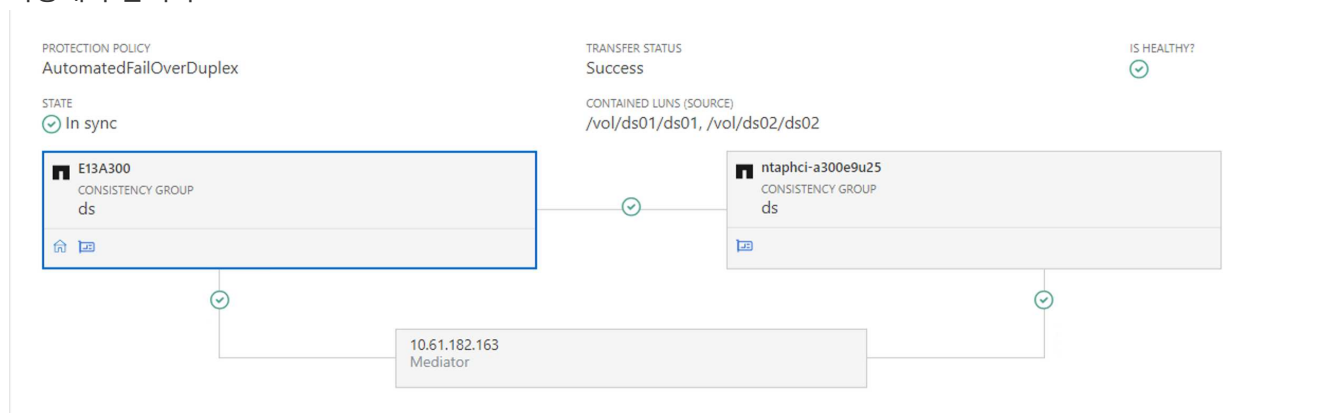 PROTECTION POLICY
AutomatedFailOverDuplex
TRANSFER STATUS
Success
IS HEALTHY?
STATE
In sync
CONTAINED LUNS (SOURCE)
/vol/ds01/ds01, /vol/ds02/ds02
E13A300
CONSISTENCY GROUP
ds
ntaphci-a300e9u25
CONSISTENCY GROUP
ds
10.61.182.163
Mediator